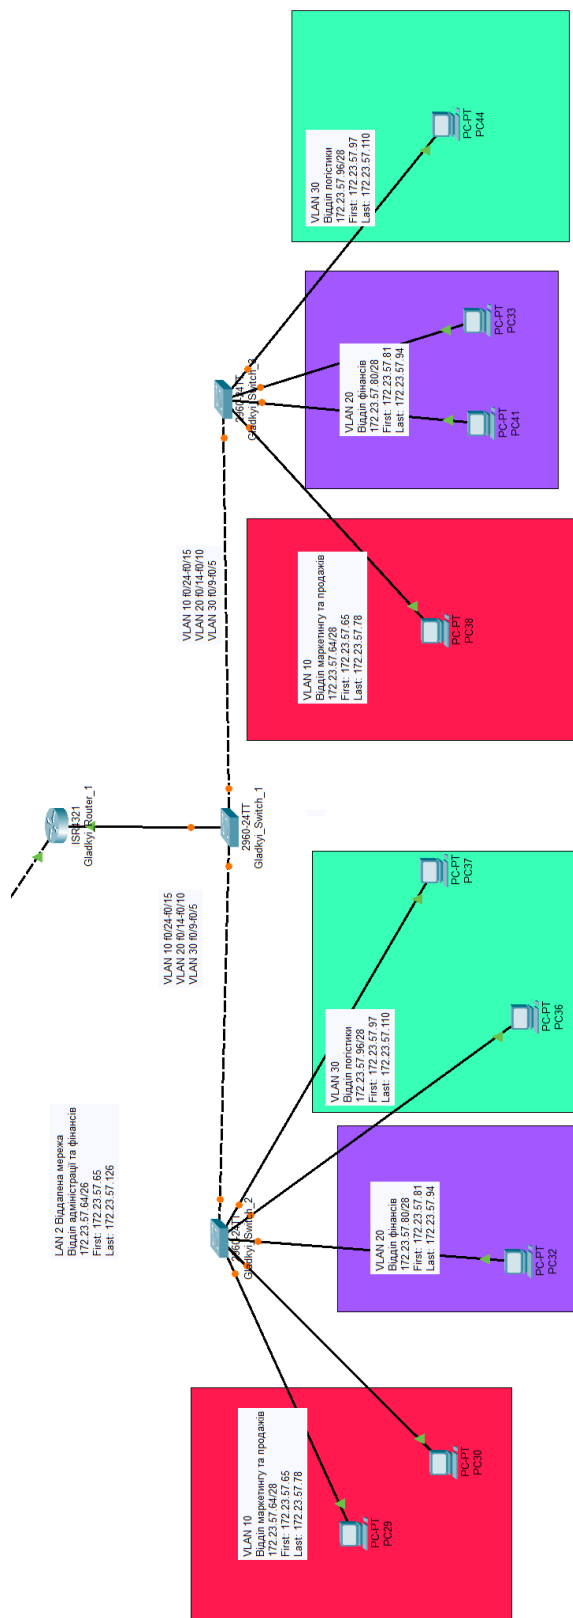 LAN 2 Віддалена мережа
Відділ адміністрації та фінансів
172.23.57.64/26
First: 172.23.57.65
Last: 172.23.57.126
ISR4321
Gladkyi_Router_1
VLAN 10 f0/24-f0/15
VLAN 20 f0/14-f0/10
VLAN 30 f0/9-f0/5
VLAN 10 f0/24-f0/15
VLAN 20 f0/14-f0/10
VLAN 30 f0/9-f0/5
2960-24TT
Gladkyi_Switch_2
2960-24TT
Gladkyi_Switch_1
2960-24TT
Gladkyi_Switch_3
VLAN 10
Відділ маркетингу та продажів
172.23.57.64/28
First: 172.23.57.65
Last: 172.23.57.78
PC-PT
PC29
PC-PT
PC30
VLAN 20
Відділ фінансів
172.23.57.80/28
First: 172.23.57.81
Last: 172.23.57.94
PC-PT
PC32
VLAN 30
Відділ логістики
172.23.57.96/28
First: 172.23.57.97
Last: 172.23.57.110
PC-PT
PC36
PC-PT
PC37
VLAN 10
Відділ маркетингу та продажів
172.23.57.64/28
First: 172.23.57.65
Last: 172.23.57.78
PC-PT
PC38
VLAN 20
Відділ фінансів
172.23.57.80/28
First: 172.23.57.81
Last: 172.23.57.94
PC-PT
PC41
PC-PT
PC33
VLAN 30
Відділ логістики
172.23.57.96/28
First: 172.23.57.97
Last: 172.23.57.110
PC-PT
PC44